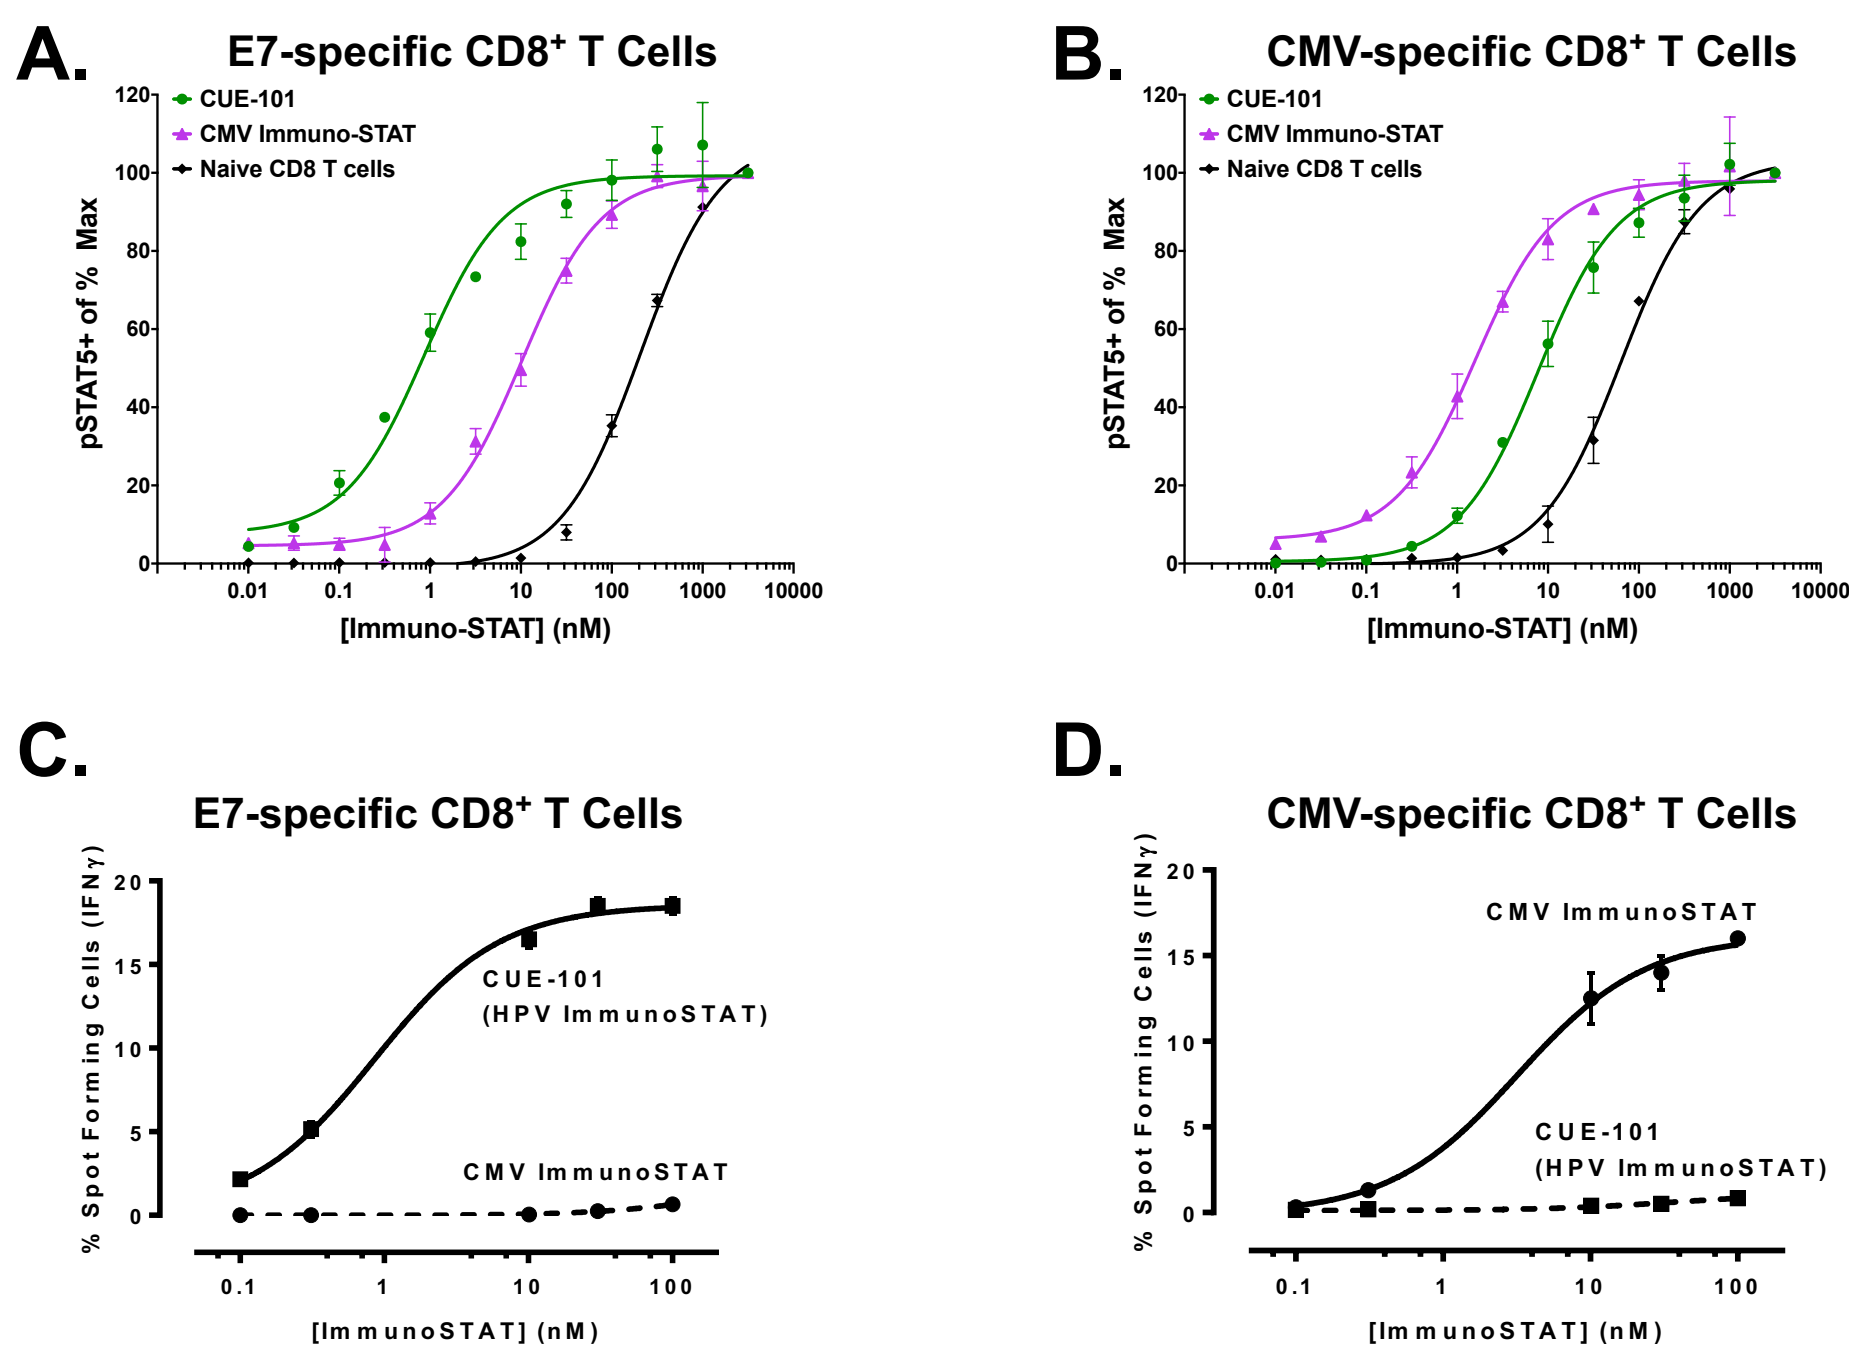 A.
E7-specific CD8+ T Cells
CUE-101
CMV Immuno-STAT
Naive CD8 T cells
pSTAT5+ of % Max
120
100
80
60
40
20
0
0.01 0.1 1 10 100 1000 10000
[Immuno-STAT] (nM)
B.
CMV-specific CD8+ T Cells
CUE-101
CMV Immuno-STAT
Naive CD8 T cells
pSTAT5+ of % Max
120
100
80
60
40
20
0
0.01 0.1 1 10 100 1000 10000
[Immuno-STAT] (nM)
C.
E7-specific CD8+ T Cells
% Spot Forming Cells (IFNγ)
20
15
10
5
0
CUE-101
(HPV ImmunoSTAT)
CMV ImmunoSTAT
0.1 1 10 100
[ImmunoSTAT] (nM)
D.
CMV-specific CD8+ T Cells
% Spot Forming Cells (IFNγ)
20
15
10
5
0
CMV ImmunoSTAT
CUE-101
(HPV ImmunoSTAT)
0.1 1 10 100
[ImmunoSTAT] (nM)